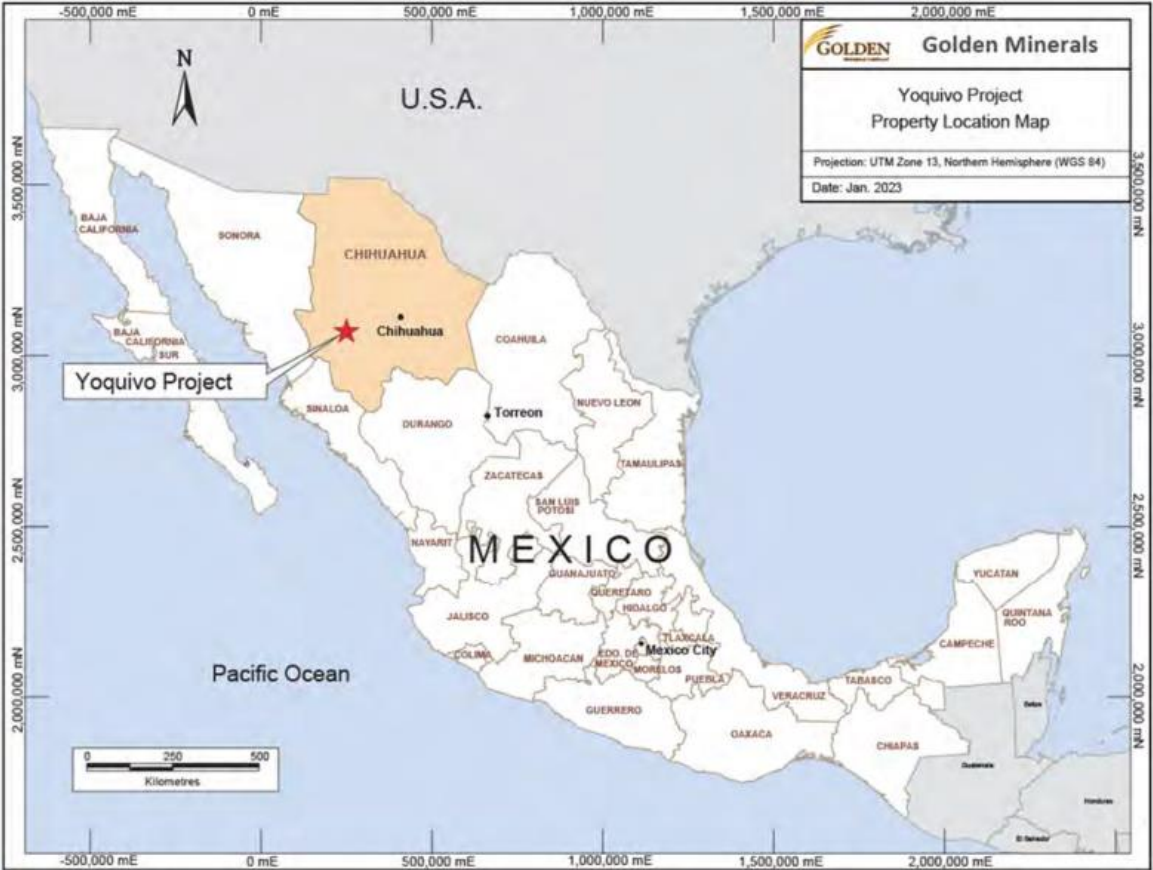 -500,000 mE
0 mE
500,000 mE
1,000,000 mE
1,500,000 mE
2,000,000 mE
GOLDEN
Golden Minerals
Yoquivo Project
Property Location Map
Projection: UTM Zone 13, Northern Hemisphere (WGS 84)
Date: Jan. 2023
N
U.S.A.
3,500,000 mN
3,500,000 mN
BAJA
CALIFORNIA
SONORA
CHIHUAHUA
Chihuahua
3,000,000 mN
3,000,000 mN
BAJA
CALIFORNIA
SUR
COAHUILA
Yoquivo Project
SINALOA
DURANGO
Torreon
NUEVO LEON
TAMAULIPAS
ZACATECAS
SAN LUIS
POTOSI
2,500,000 mN
2,500,000 mN
NAYARIT
MEXICO
GUANAJUATO
QUERETARO
HIDALGO
YUCATAN
QUINTANA
ROO
CAMPECHE
JALISCO
TLAXCALA
Mexico City
COLIMA
MICHOACAN
EDO. DE
MEXICO
MORELOS
PUEBLA
Pacific Ocean
2,000,000 mN
2,000,000 mN
VERACRUZ
TABASCO
GUERRERO
OAXACA
CHIAPAS
Belize
Guatemala
Honduras
El Salvador
0 250 500
Kilometres
-500,000 mE
0 mE
500,000 mE
1,000,000 mE
1,500,000 mE
2,000,000 mE